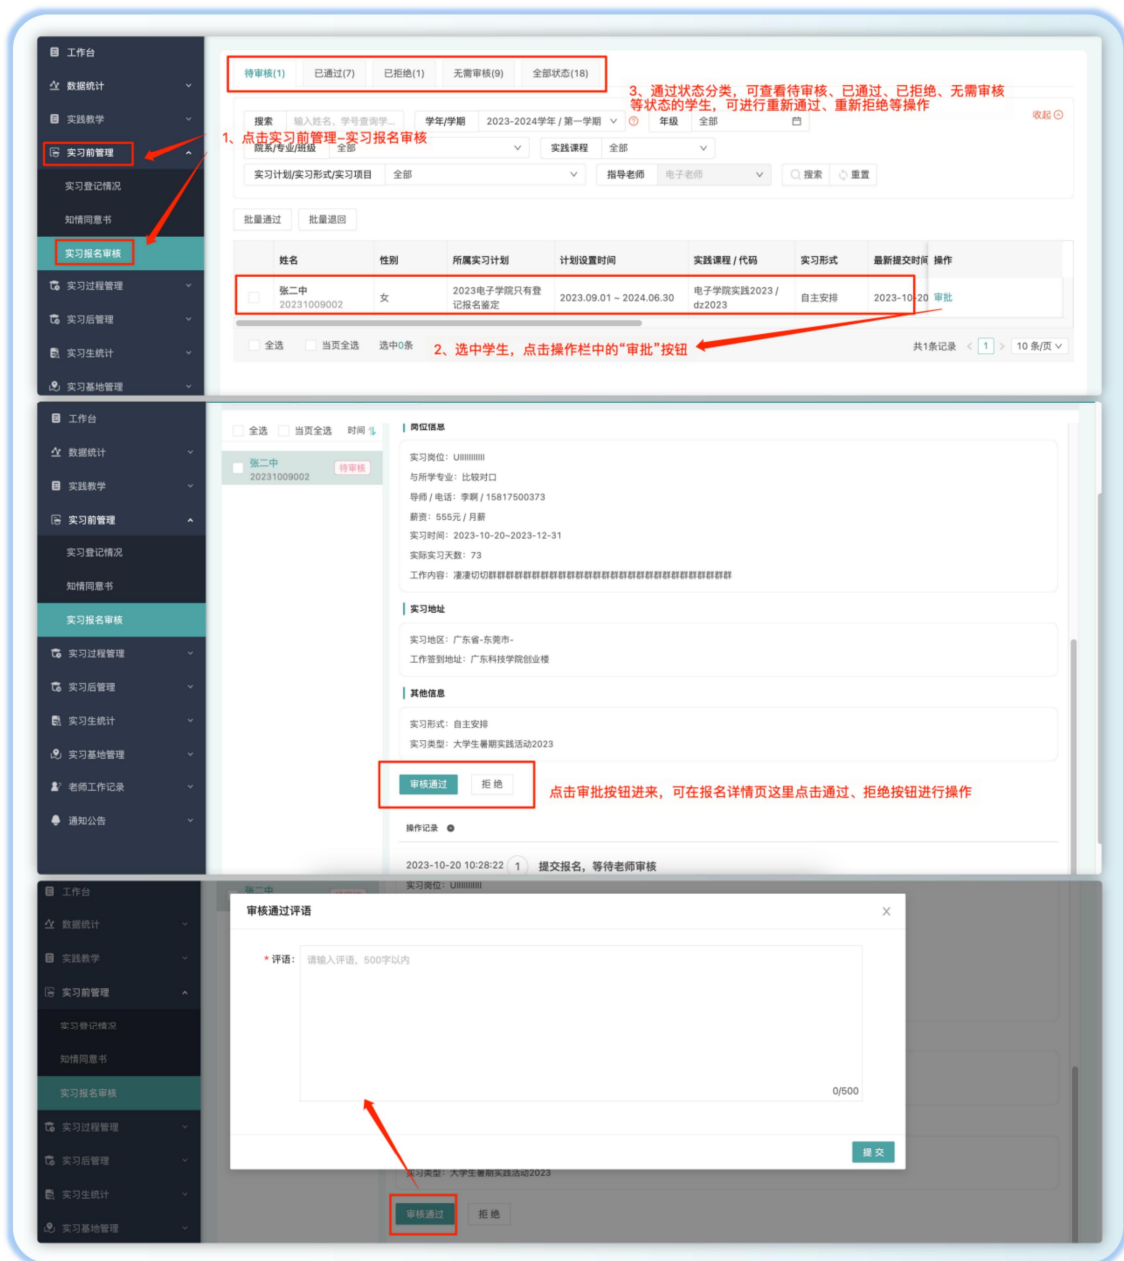 工作台
数据统计
实践教学
实习前管理
实习登记情况
知情同意书
实习报名审核
实习过程管理
实习后管理
实习生统计
实习基地管理
待审核(1) 已通过(7) 已拒绝(1) 无需审核(9) 全部状态(18)
3、通过状态分类，可查看待审核、已通过、已拒绝、无需审核
等状态的学生，可进行重新通过、重新拒绝等操作
搜索 输入姓名、学号查询学... 学年/学期 2023-2024学年 / 第一学期 年级 全部 收起
1、点击实习前管理-实习报名审核
院系/专业/班级 全部 实践课程 全部
实习计划/实习形式/实习项目 全部 指导老师 电子老师 搜索 重置
批量通过 批量退回
姓名 性别 所属实习计划 计划设置时间 实践课程 / 代码 实习形式 最新提交时间 操作
张二中 女 2023电子学院只有登 2023.09.01 ~ 2024.06.30 电子学院实践2023 / 自主安排 2023-10-20 审批
20231009002 记报名鉴定 dz2023
全选 当页全选 选中0条 2、选中学生，点击操作栏中的“审批”按钮 共1条记录 < 1 > 10 条/页
工作台
数据统计
实践教学
实习前管理
实习登记情况
知情同意书
实习报名审核
实习过程管理
实习后管理
实习生统计
实习基地管理
老师工作记录
通知公告
全选 当页全选 时间
张二中 待审核
20231009002
岗位信息
与所学专业：比较对口
导师 / 电话：李啊 / 15817500373
薪资：555元 / 月薪
实习时间：2023-10-20~2023-12-31
实际实习天数：73
实习地址
实习地区：广东省-东莞市-
工作签到地址：广东科技学院创业楼
其他信息
实习形式：自主安排
实习类型：大学生暑期实践活动2023
审核通过 拒 绝
点击审批按钮进来，可在报名详情页这里点击通过、拒绝按钮进行操作
操作记录
2023-10-20 10:28:22 1 提交报名，等待老师审核
工作台
数据统计
实践教学
实习前管理
实习登记情况
知情同意书
实习报名审核
实习过程管理
实习后管理
实习生统计
实习基地管理
审核通过评语
* 评语： 请输入评语，500字以内
0/500
提 交
实习类型：大学生暑期实践活动2023
审核通过 拒 绝